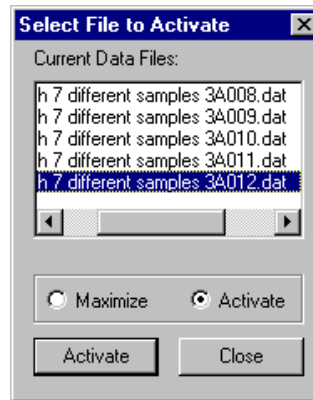 Select File to Activate
Current Data Files:
h 7 different samples 3A008.dat
h 7 different samples 3A009.dat
h 7 different samples 3A010.dat
h 7 different samples 3A011.dat
h 7 different samples 3A012.dat
Maximize Activate
Activate Close